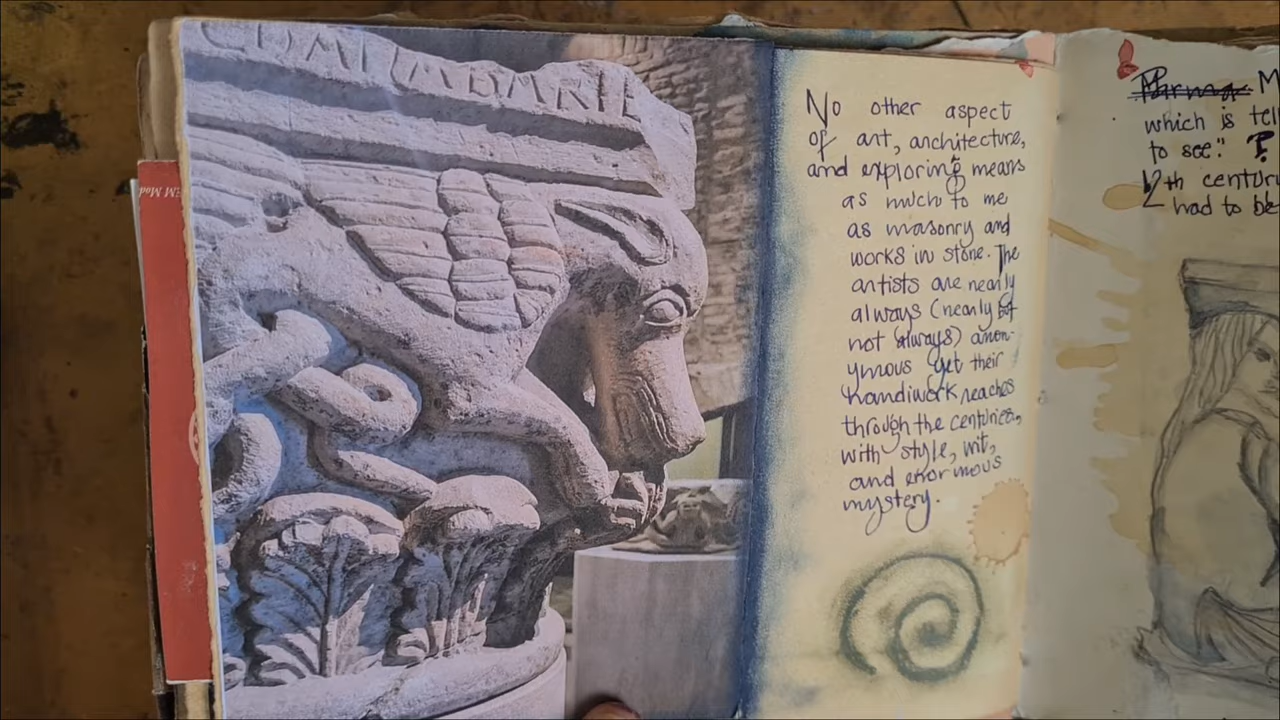 No other aspect
of art, architecture,
and exploring means
as much to me
as masonry and
works in stone. The
artists are nearly
always (nearly but
not always) anon-
ymous yet their
handiwork reaches
through the centuries,
with style, wit,
and enormous
mystery.
Parma M
which is tel
to see". ?
12th century
had to be